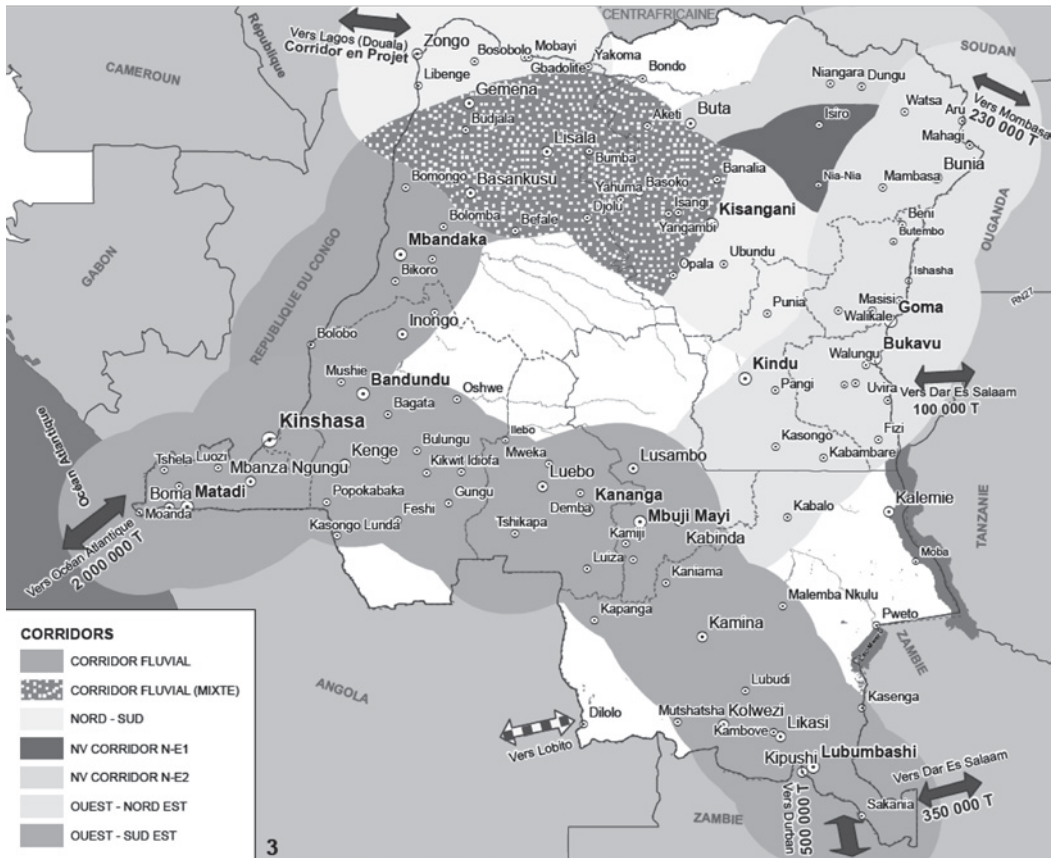 CENTRAFRICAINE
République
Vers Lagos (Douala)
Corridor en Projet
Zongo
Bosobolo
Mobayi
Gbadolite
Yakoma
Bondo
SOUDAN
CAMEROUN
Libenge
Gemena
Budjala
Niangara
Dungu
Watsa
Aru
Vers Mombasa
230 000 T
Mahagi
Aketi
Buta
Isiro
Lisala
Bumba
Bunia
Bomongo
Basankusu
Yahuma
Basoko
Banalia
Nia-Nia
Mambasa
Bolomba
Befale
Djolu
Isangi
Yangambi
Kisangani
Beni
Butembo
OUGANDA
GABON
Mbandaka
Bikoro
Opala
Ubundu
Ishasha
RN27
REPUBLIQUE DU CONGO
Bolobo
Inongo
Punia
Masisi
Goma
Walikale
Bukavu
Walungu
Mushie
Bandundu
Bagata
Oshwe
Kindu
Pangi
Uvira
Vers Dar Es Salaam
100 000 T
Océan Atlantique
Kinshasa
Ilebo
Kasongo
Fizi
Kabambare
Tshela
Luozi
Mbanza Ngungu
Kenge
Bulungu
Kikwit
Idiofa
Mweka
Luebo
Lusambo
Boma
Matadi
Moanda
Popokabaka
Feshi
Gungu
Kananga
Demba
Mbuji Mayi
Kabinda
Kabalo
Kalemie
TANZANIE
Vers Océan Atlantique
2 000 000 T
Kasongo Lunda
Tshikapa
Kamiji
Luiza
Kaniama
Moba
Kapanga
Malemba Nkulu
Pweto
Kamina
ZAMBIE
CORRIDORS
CORRIDOR FLUVIAL
CORRIDOR FLUVIAL (MIXTE)
NORD - SUD
NV CORRIDOR N-E1
NV CORRIDOR N-E2
OUEST - NORD EST
OUEST - SUD EST
3
ANGOLA
Lubudi
Kasenga
Dilolo
Vers Lobito
Mutshatsha
Kolwezi
Kambove
Likasi
Kipushi
Lubumbashi
Vers Durban
500 000 T
Sakania
Vers Dar Es Salaam
350 000 T
ZAMBIE